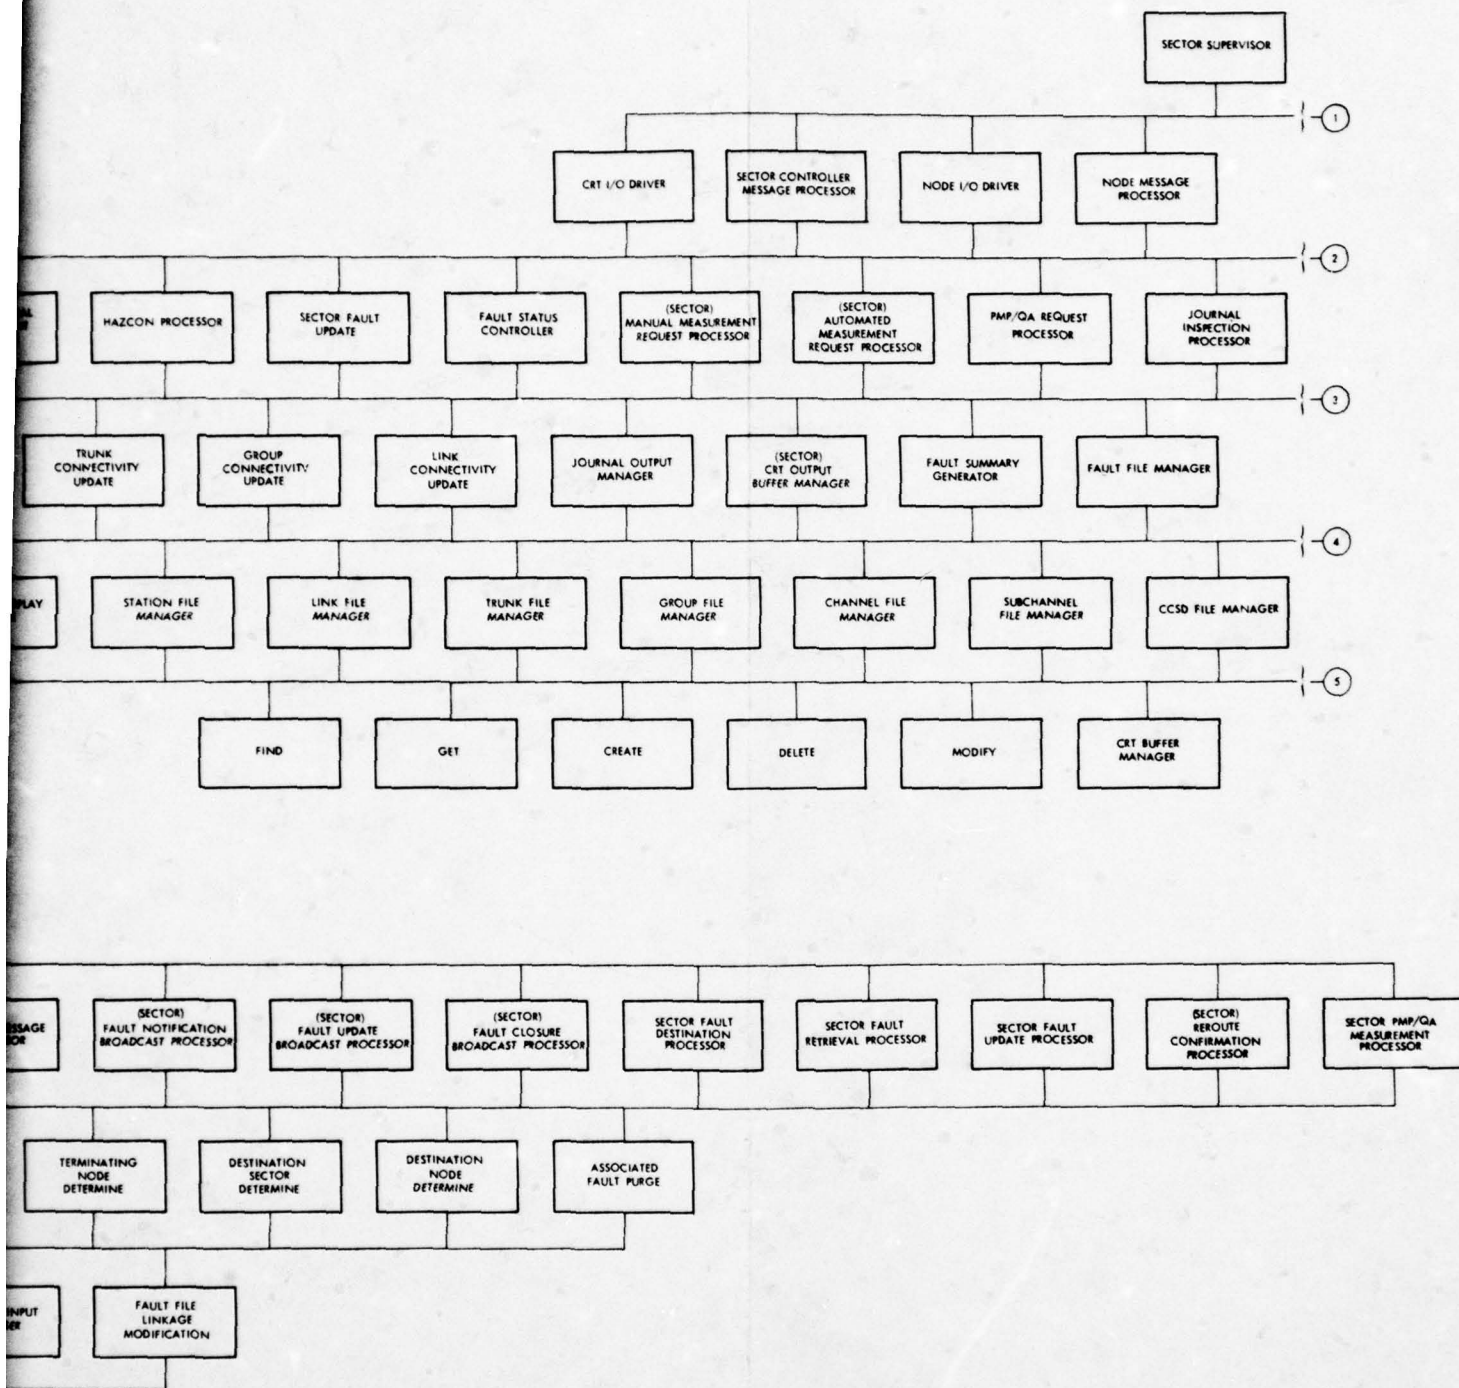 SECTOR SUPERVISOR
1
CRT I/O DRIVER
SECTOR CONTROLLER
MESSAGE PROCESSOR
NODE I/O DRIVER
NODE MESSAGE
PROCESSOR
2
HAZCON PROCESSOR
SECTOR FAULT
UPDATE
FAULT STATUS
CONTROLLER
(SECTOR)
MANUAL MEASUREMENT
REQUEST PROCESSOR
(SECTOR)
AUTOMATED
MEASUREMENT
REQUEST PROCESSOR
PMP/QA REQUEST
PROCESSOR
JOURNAL
INSPECTION
PROCESSOR
3
TRUNK
CONNECTIVITY
UPDATE
GROUP
CONNECTIVITY
UPDATE
LINK
CONNECTIVITY
UPDATE
JOURNAL OUTPUT
MANAGER
(SECTOR)
CRT OUTPUT
BUFFER MANAGER
FAULT SUMMARY
GENERATOR
FAULT FILE MANAGER
4
PLAY
STATION FILE
MANAGER
LINK FILE
MANAGER
TRUNK FILE
MANAGER
GROUP FILE
MANAGER
CHANNEL FILE
MANAGER
SUBCHANNEL
FILE MANAGER
CCSD FILE MANAGER
5
FIND
GET
CREATE
DELETE
MODIFY
CRT BUFFER
MANAGER
SSAGE
OR
(SECTOR)
FAULT NOTIFICATION
BROADCAST PROCESSOR
(SECTOR)
FAULT UPDATE
BROADCAST PROCESSOR
(SECTOR)
FAULT CLOSURE
BROADCAST PROCESSOR
SECTOR FAULT
DESTINATION
PROCESSOR
SECTOR FAULT
RETRIEVAL PROCESSOR
SECTOR FAULT
UPDATE PROCESSOR
(SECTOR)
REROUTE
CONFIRMATION
PROCESSOR
SECTOR PMP/QA
MEASUREMENT
PROCESSOR
TERMINATING
NODE
DETERMINE
DESTINATION
SECTOR
DETERMINE
DESTINATION
NODE
DETERMINE
ASSOCIATED
FAULT PURGE
INPUT
ER
FAULT FILE
LINKAGE
MODIFICATION